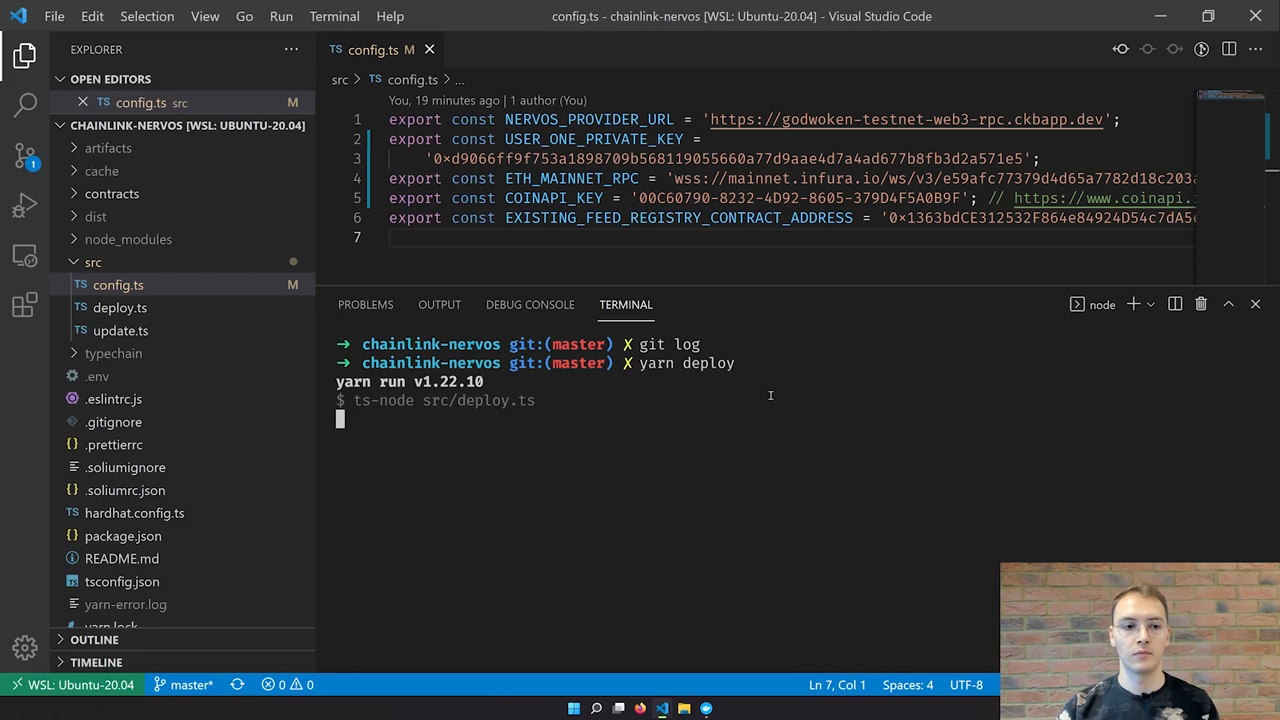 File Edit Selection View Go Run Terminal Help
config.ts - chainlink-nervos [WSL: Ubuntu-20.04] - Visual Studio Code
EXPLORER
OPEN EDITORS
config.ts src M
CHAINLINK-NERVOS [WSL: UBUNTU-20.04]
artifacts
cache
contracts
dist
node_modules
src
config.ts M
deploy.ts
update.ts
typechain
.env
.eslintrc.js
.gitignore
.prettierrc
.soliumignore
.soliumrc.json
hardhat.config.ts
package.json
README.md
tsconfig.json
yarn-error.log
yarn.lock
OUTLINE
TIMELINE
1
TS config.ts M
src > TS config.ts > ...
You, 19 minutes ago | 1 author (You)
1 export const NERVOS_PROVIDER_URL = 'https://godwoken-testnet-web3-rpc.ckbapp.dev';
2 export const USER_ONE_PRIVATE_KEY =
3 '0×d9066ff9f753a1898709b568119055660a77d9aae4d7a4ad677b8fb3d2a571e5';
4 export const ETH_MAINNET_RPC = 'wss://mainnet.infura.io/ws/v3/e59afc77379d4d65a7782d18c203a
5 export const COINAPI_KEY = '00C60790-8232-4D92-8605-379D4F5A0B9F'; // https://www.coinapi.i
6 export const EXISTING_FEED_REGISTRY_CONTRACT_ADDRESS = '0×1363bdCE312532F864e84924D54c7dA5
7
PROBLEMS OUTPUT DEBUG CONSOLE TERMINAL
node
➜ chainlink-nervos git:(master) ✗ git log
➜ chainlink-nervos git:(master) ✗ yarn deploy
yarn run v1.22.10
$ ts-node src/deploy.ts
WSL: Ubuntu-20.04 master* 0 0 Ln 7, Col 1 Spaces: 4 UTF-8